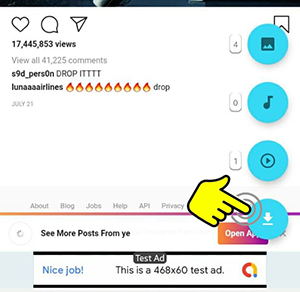 17,445,853 views
View all 41,225 comments
s9d_pers0n DROP ITTTT
lunaaaairlines 🔥🔥🔥🔥🔥🔥🔥🔥🔥🔥 drop
JULY 21
4
0
1
About Blog Jobs Help API Privacy
See More Posts From ye
Open
Test Ad
Nice job! This is a 468x60 test ad.